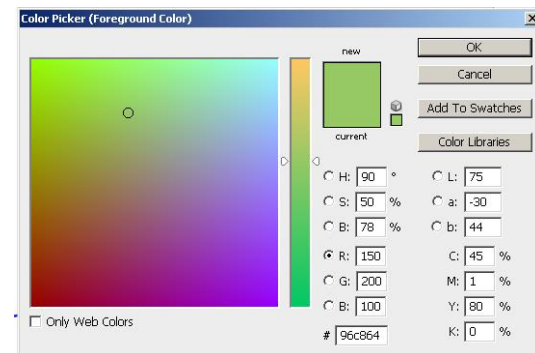 Color Picker (Foreground Color)
new
current
OK
Cancel
Add To Swatches
Color Libraries
H: 90 °
S: 50 %
B: 78 %
R: 150
G: 200
B: 100
# 96c864
L: 75
a: -30
b: 44
C: 45 %
M: 1 %
Y: 80 %
K: 0 %
Only Web Colors